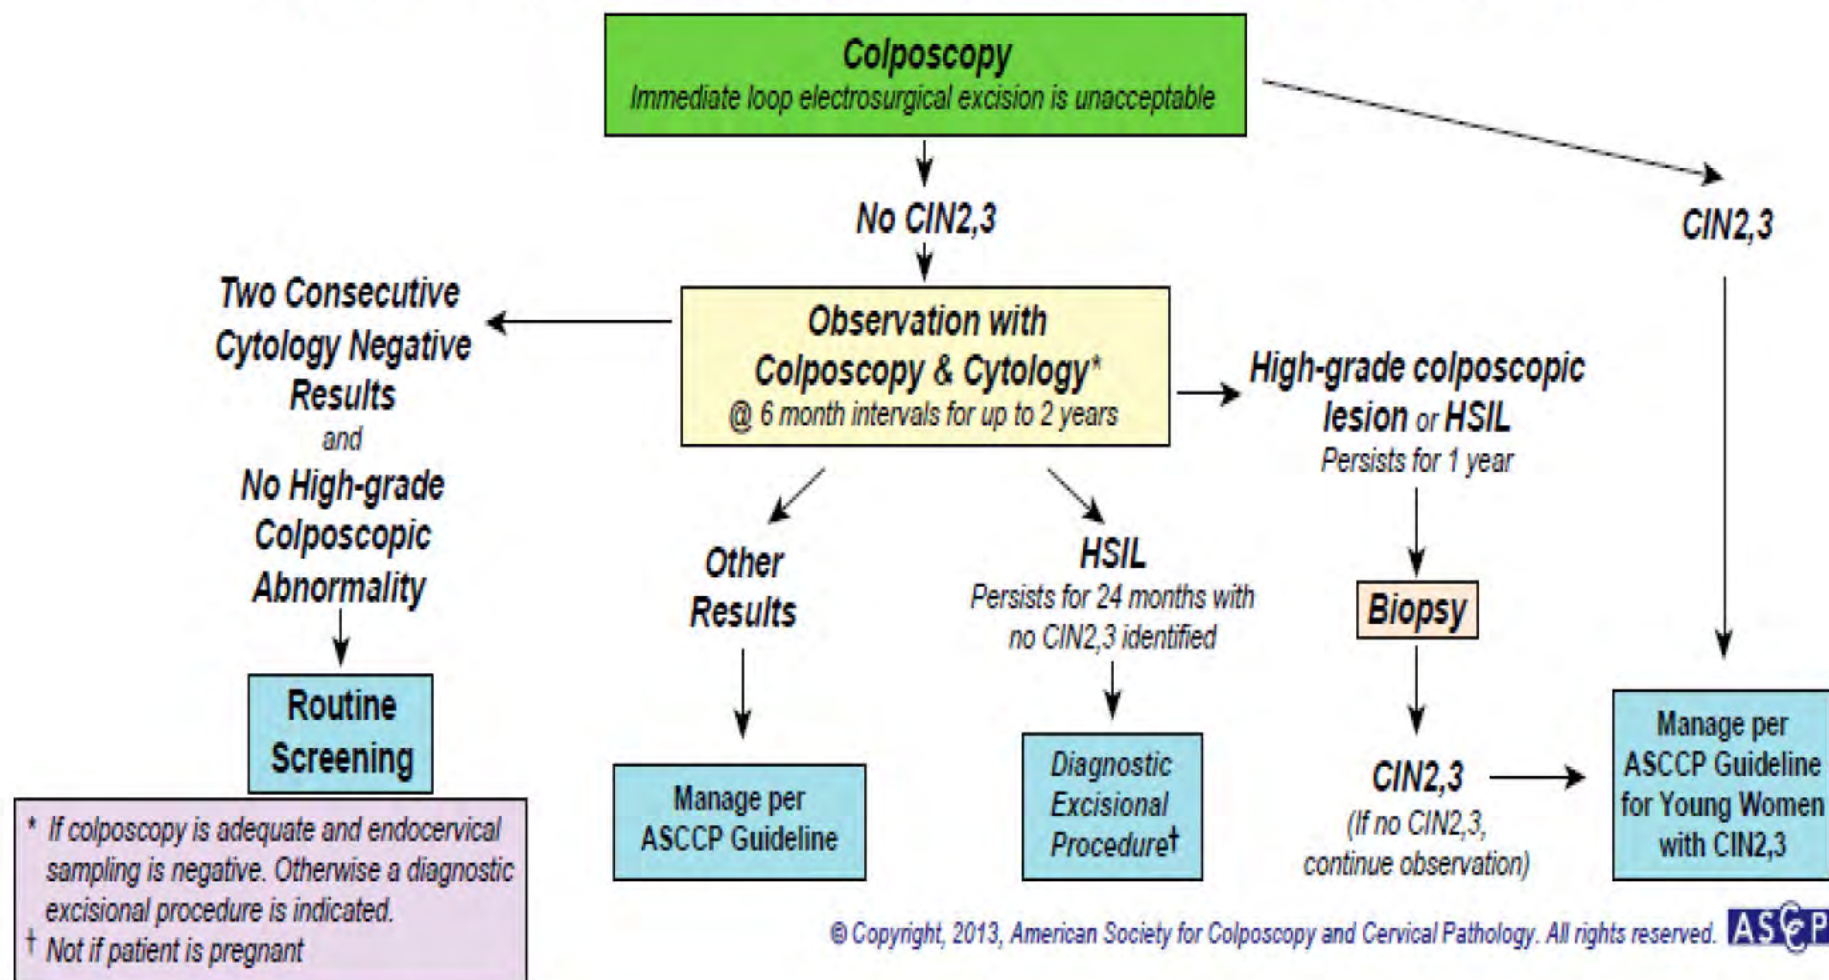 Colposcopy
Immediate loop electrosurgical excision is unacceptable
No CIN2,3
CIN2,3
Two Consecutive
Cytology Negative
Results
and
No High-grade
Colposcopic
Abnormality
Observation with
Colposcopy & Cytology*
@ 6 month intervals for up to 2 years
High-grade colposcopic
lesion or HSIL
Persists for 1 year
Other
Results
HSIL
Persists for 24 months with
no CIN2,3 identified
Biopsy
Routine
Screening
Manage per
ASCCP Guideline
Diagnostic
Excisional
Procedure†
CIN2,3
(If no CIN2,3,
continue observation)
Manage per
ASCCP Guideline
for Young Women
with CIN2,3
* If colposcopy is adequate and endocervical
sampling is negative. Otherwise a diagnostic
excisional procedure is indicated.
† Not if patient is pregnant
© Copyright, 2013, American Society for Colposcopy and Cervical Pathology. All rights reserved.
ASCCP